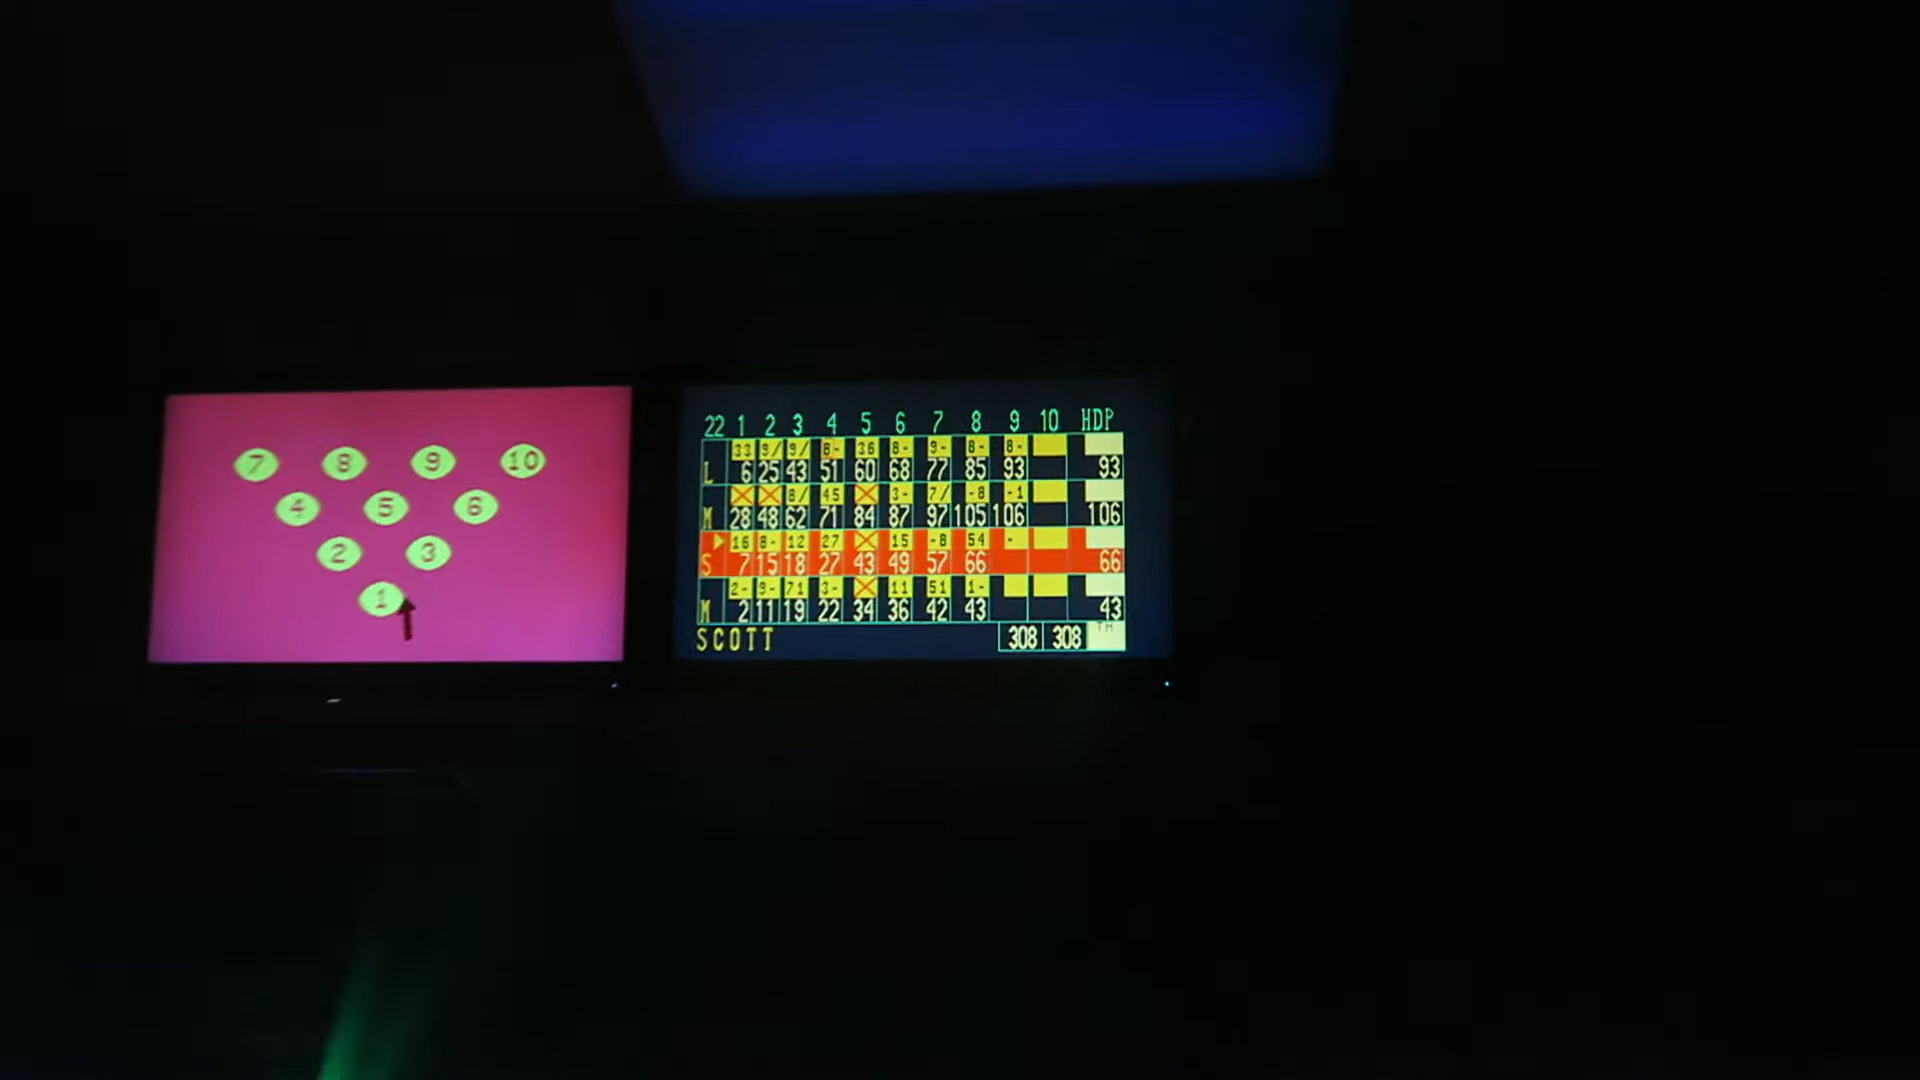 7 8 9 10
4 5 6
2 3
1
22 1 2 3 4 5 6 7 8 9 10 HDP
33 9/ 9/ 8- 36 8- 9- 8- 8-
L 6 25 43 51 60 68 77 85 93 93
X X 8/ 45 X 3- 7/ -8 -1
M 28 48 62 71 84 87 97 105 106 106
16 8- 12 27 X 15 -8 54 -
S 7 15 18 27 43 49 57 66 66
2- 9- 71 3- X 11 51 1-
M 2 11 19 22 34 36 42 43 43
SCOTT 308 308 TH